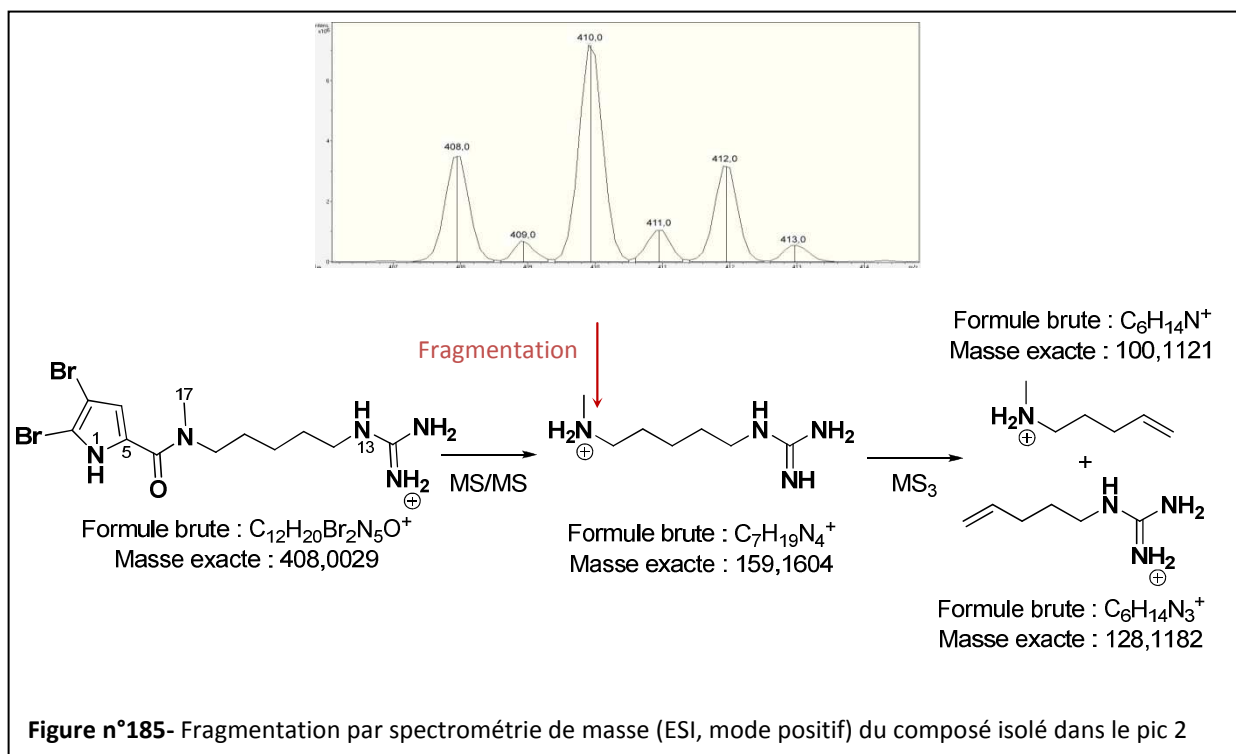 410,0
408,0
412,0
409,0
411,0
413,0
Fragmentation
Br
Br
1
N
H
5
O
17
N
H
N
13
NH₂
NH₂
⊕
Formule brute : C₁₂H₂₀Br₂N₅O⁺
Masse exacte : 408,0029
MS/MS
H₂N
⊕
H
N
NH₂
NH
Formule brute : C₇H₁₉N₄⁺
Masse exacte : 159,1604
MS₃
Formule brute : C₆H₁₄N⁺
Masse exacte : 100,1121
H₂N
⊕
+
H
N
NH₂
NH₂
⊕
Formule brute : C₆H₁₄N₃⁺
Masse exacte : 128,1182
Figure n°185- Fragmentation par spectrométrie de masse (ESI, mode positif) du composé isolé dans le pic 2